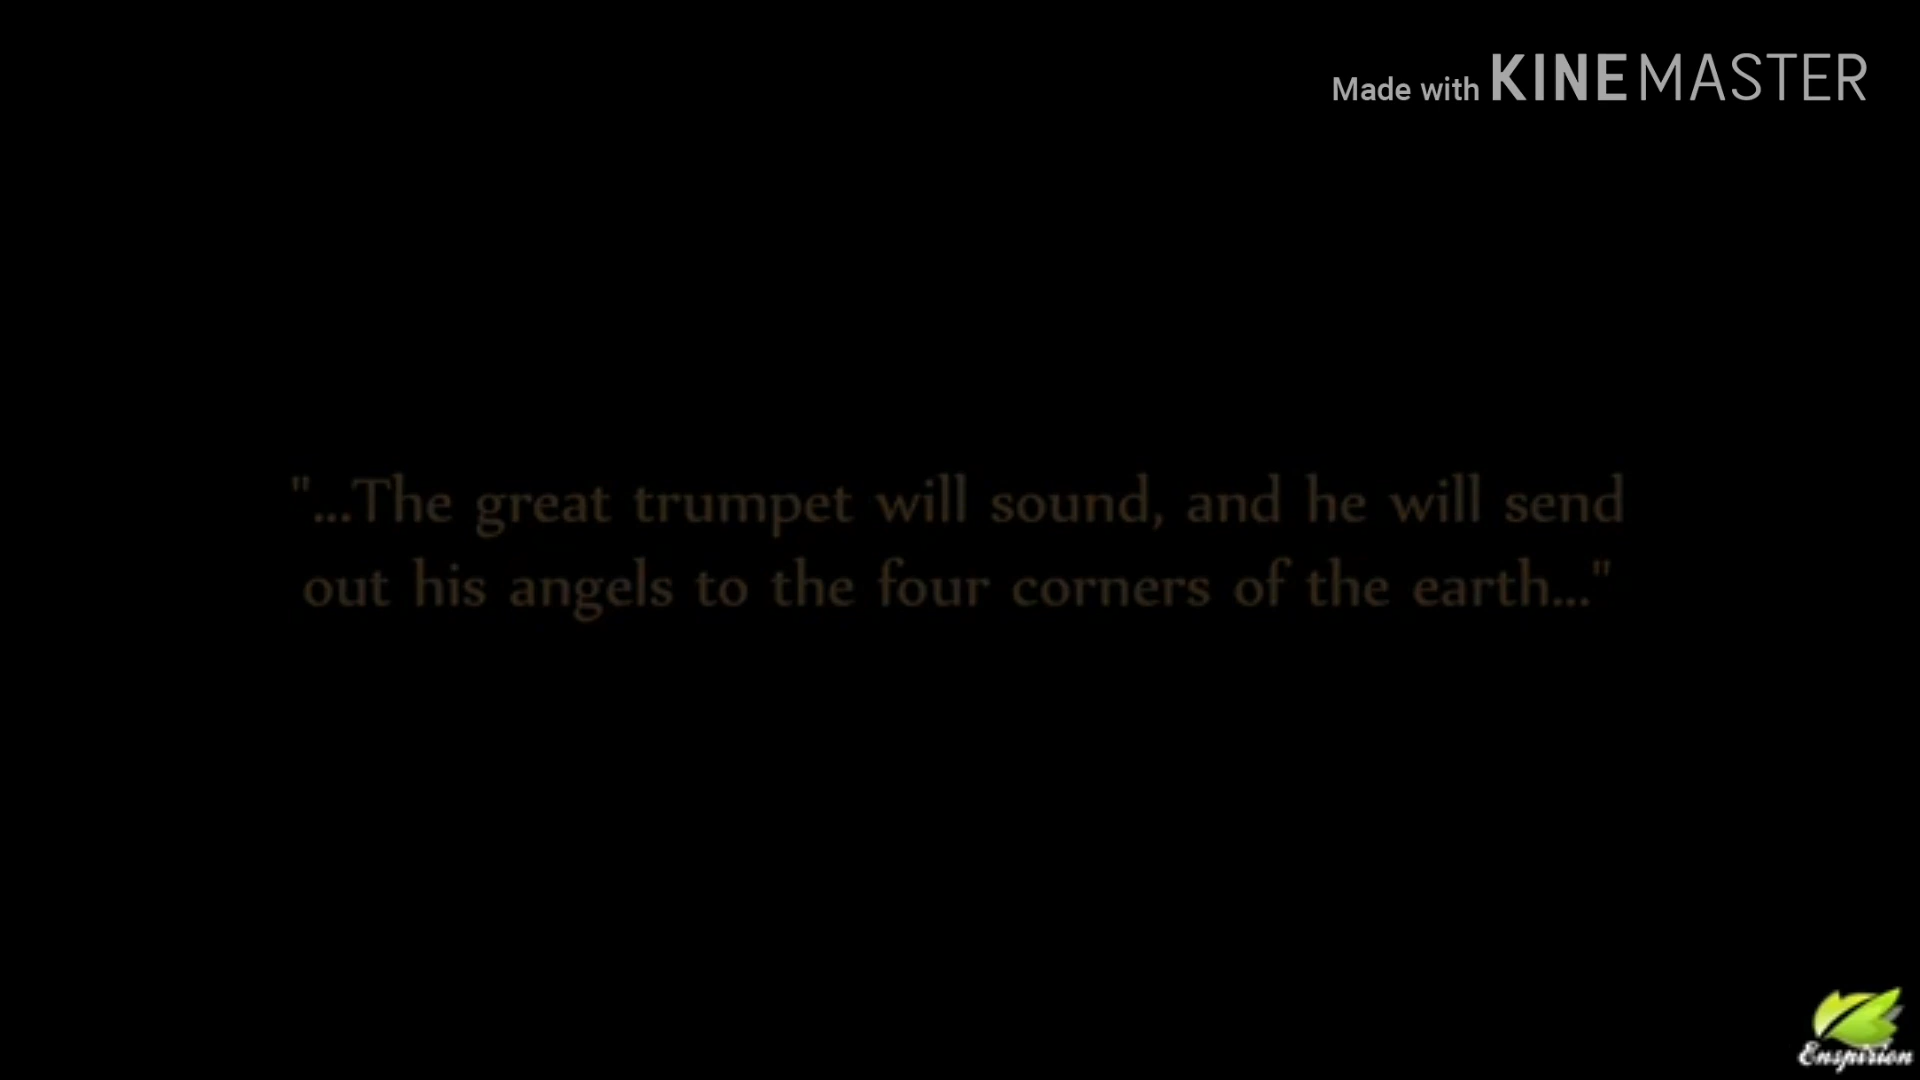 Made with KINEMASTER
"...The great trumpet will sound, and he will send
out his angels to the four corners of the earth..."
Enspirion